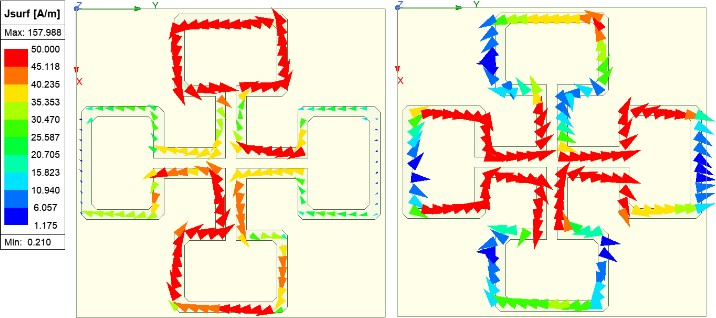 Jsurf [A/m]
Max: 157.988
50.000
45.118
40.235
35.353
30.470
25.587
20.705
15.823
10.940
6.057
1.175
Min: 0.210
Z
Y
X
Z
Y
X